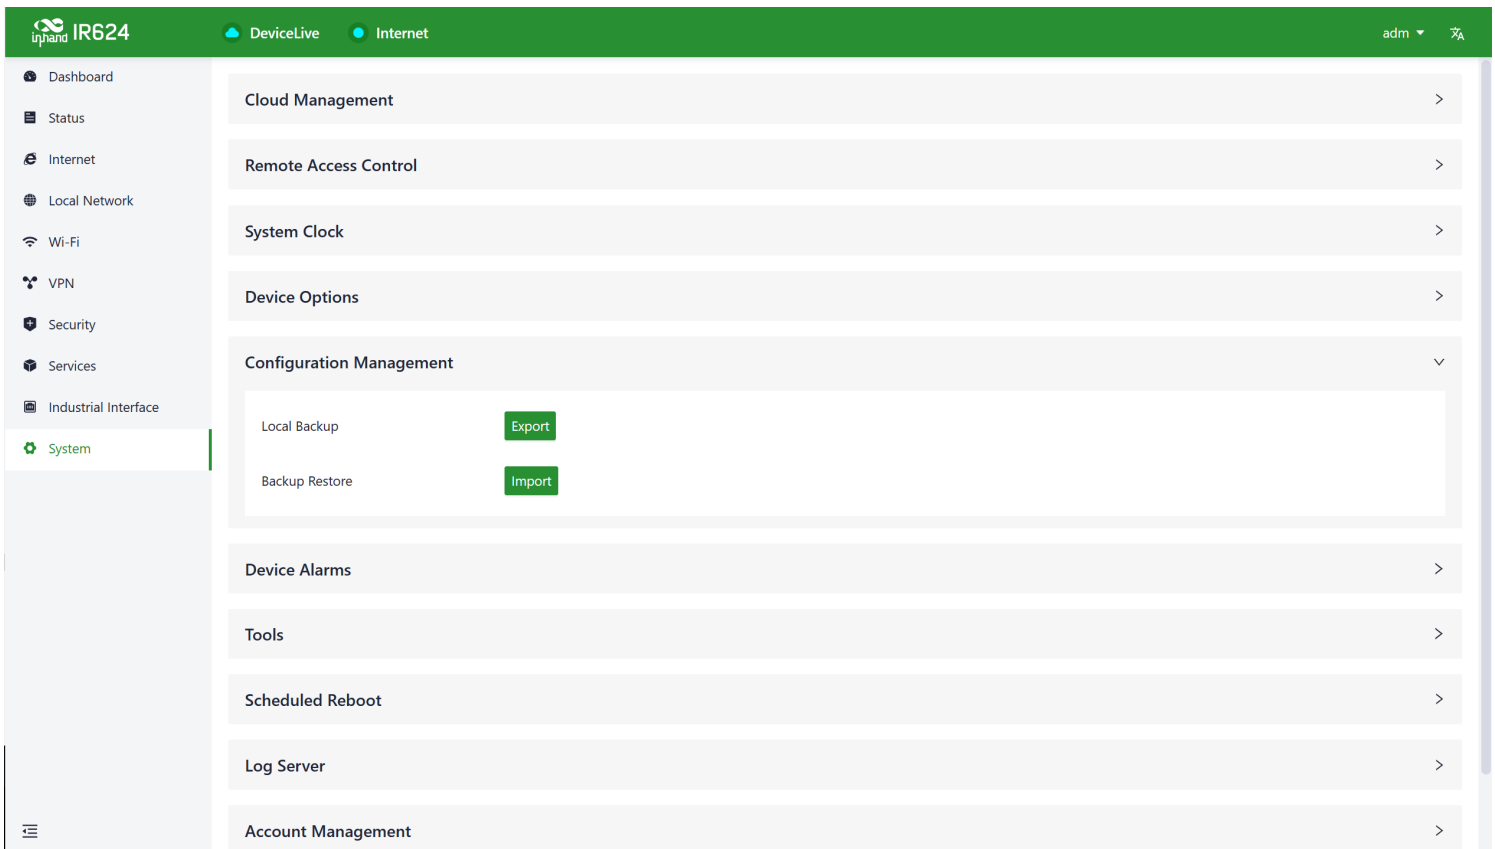 inhand IR624
DeviceLive
Internet
adm
Dashboard
Status
Internet
Local Network
Wi-Fi
VPN
Security
Services
Industrial Interface
System
Cloud Management
Remote Access Control
System Clock
Device Options
Configuration Management
Local Backup
Export
Backup Restore
Import
Device Alarms
Tools
Scheduled Reboot
Log Server
Account Management